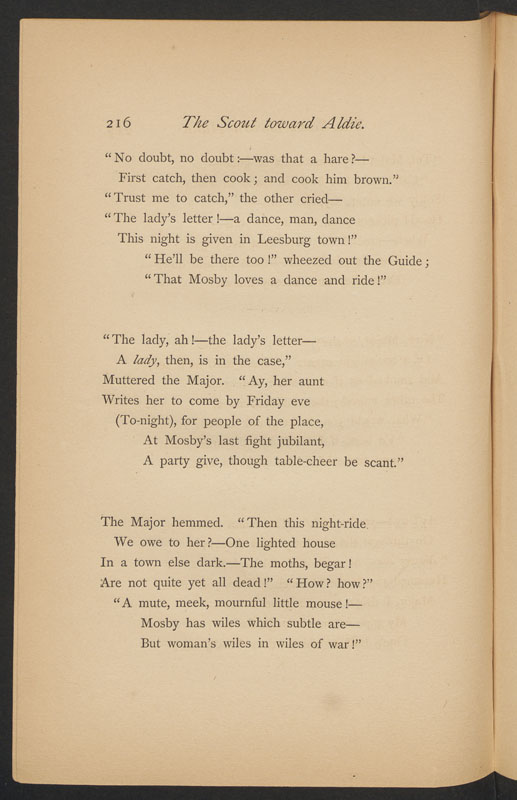 216 The Scout toward Aldie.
“No doubt, no doubt:—was that a hare?—
First catch, then cook; and cook him brown.”
“Trust me to catch,” the other cried—
“The lady’s letter!—a dance, man, dance
This night is given in Leesburg town!”
“He’ll be there too!” wheezed out the Guide;
“That Mosby loves a dance and ride!”
“The lady, ah!—the lady’s letter—
A lady, then, is in the case,”
Muttered the Major. “Ay, her aunt
Writes her to come by Friday eve
(To-night), for people of the place,
At Mosby’s last fight jubilant,
A party give, though table-cheer be scant.”
The Major hemmed. “Then this night-ride
We owe to her?—One lighted house
In a town else dark.—The moths, begar!
Are not quite yet all dead!” “How? how?”
“A mute, meek, mournful little mouse!—
Mosby has wiles which subtle are—
But woman’s wiles in wiles of war!”